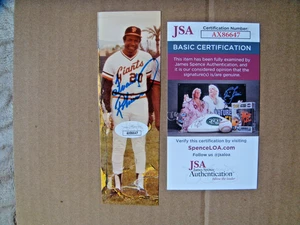 Giants
20
JSA
Certification Number
AX86647
BASIC CERTIFICATION
This item has been fully examined by
James Spence Authentication, and
it is our considered opinion that the
signature(s) is/are genuine.
Verify this certification by visiting
SpenceLOA.com
Follow us @jsaloa
JSA
James Spence
Authentication